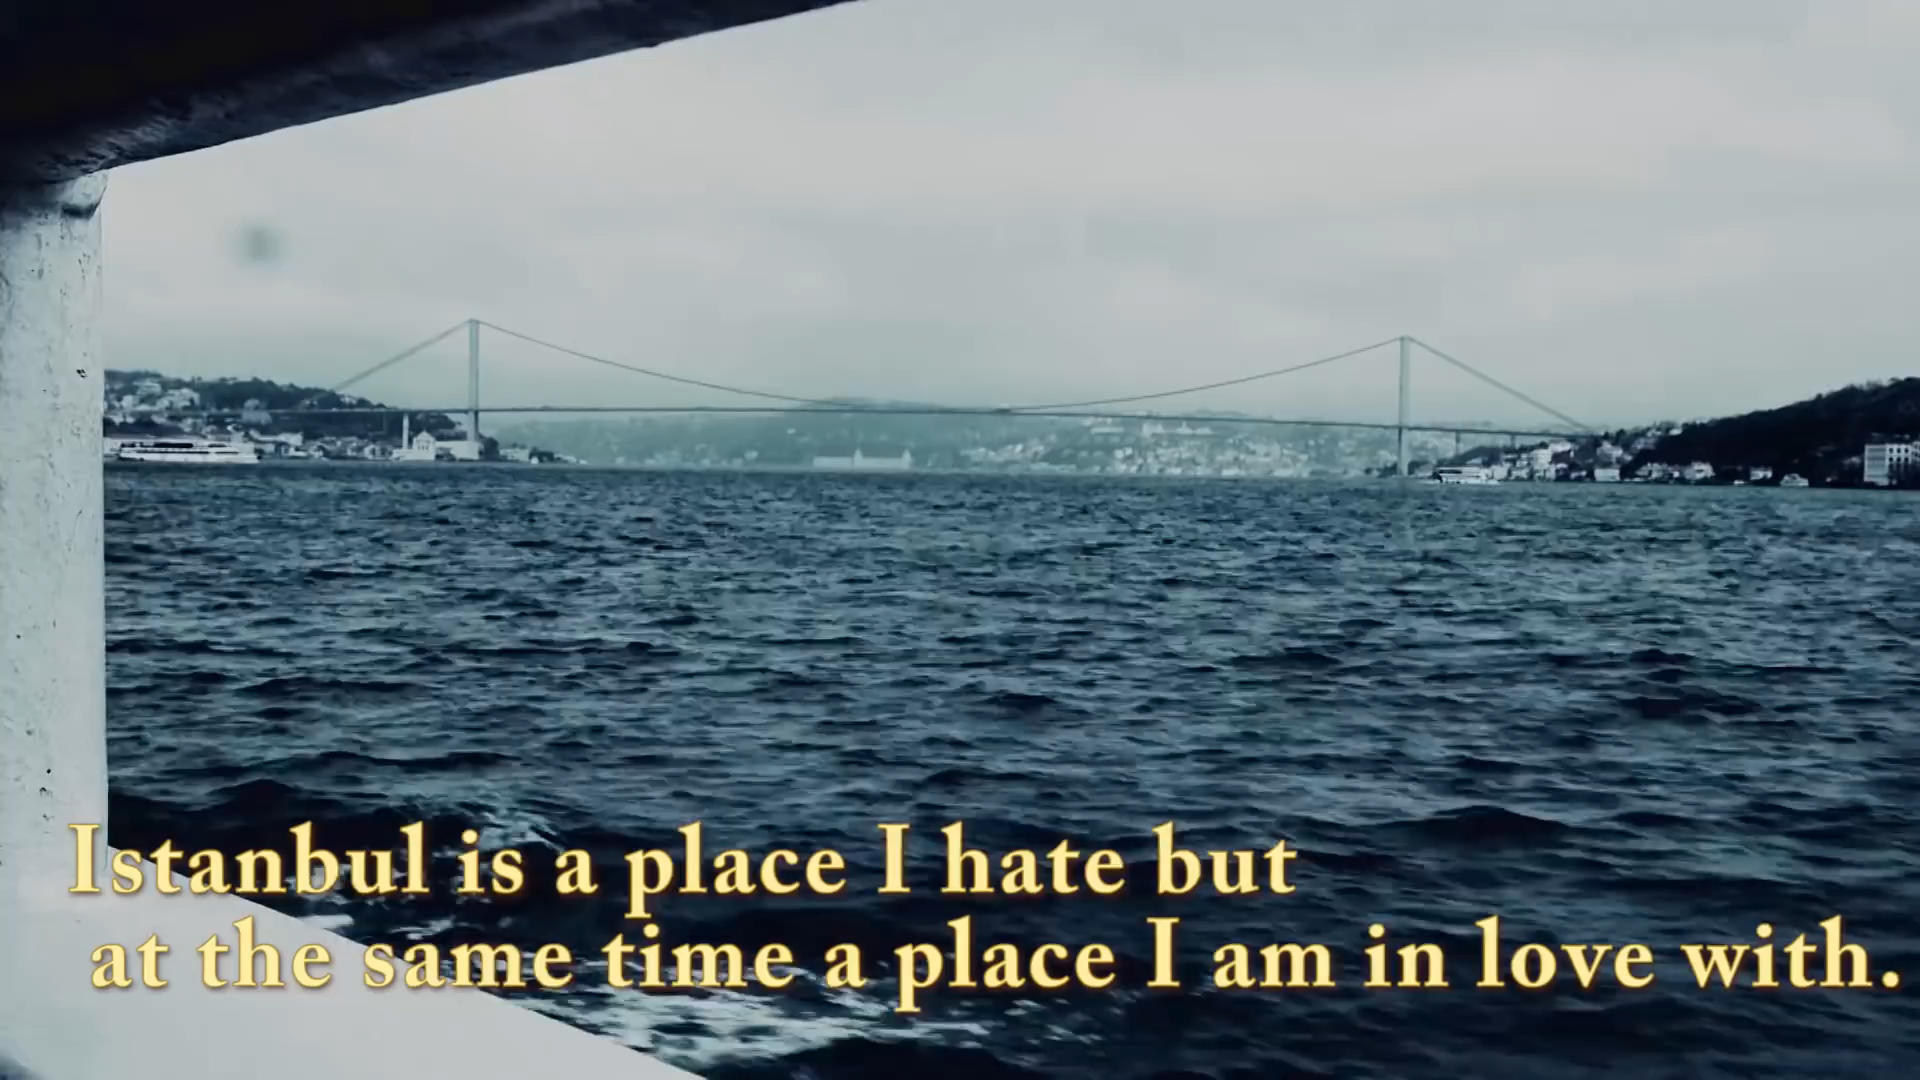 Istanbul is a place I hate but
at the same time a place I am in love with.